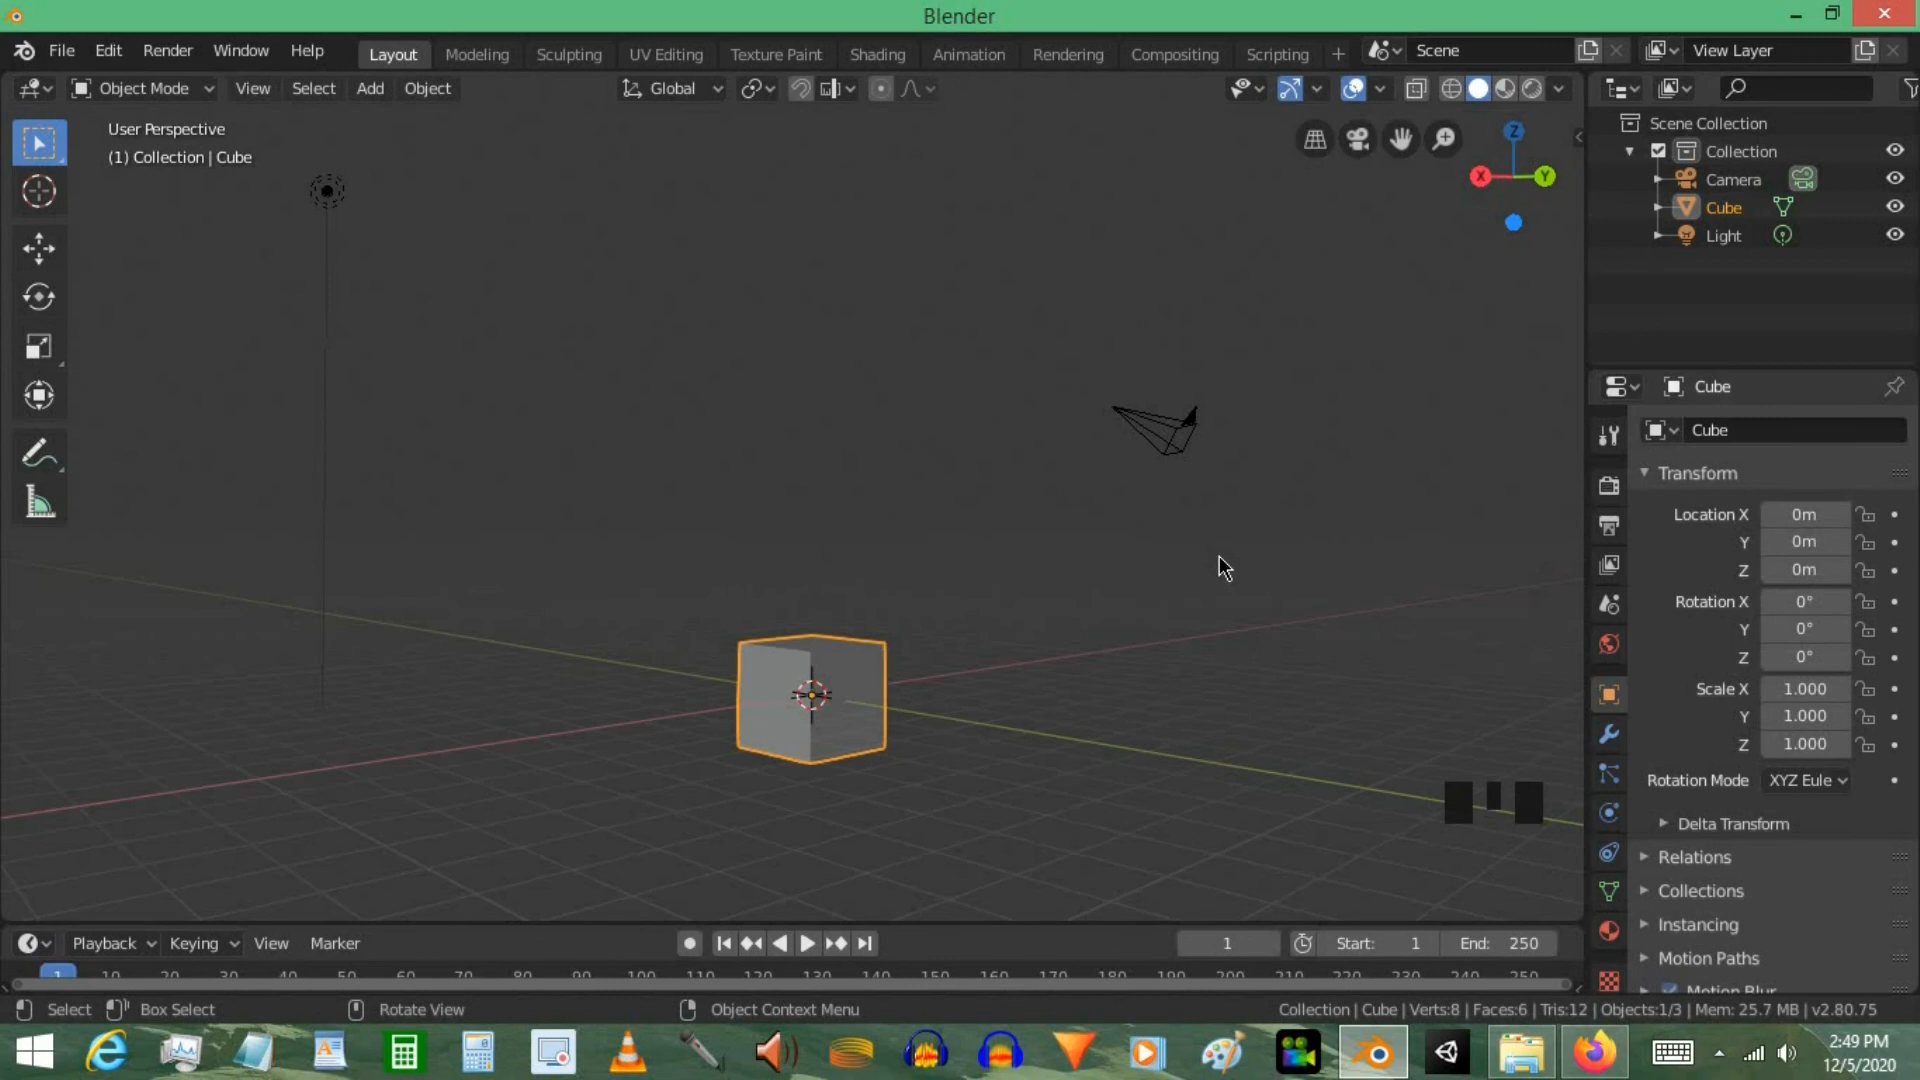 Blender
File Edit Render Window Help Layout Modeling Sculpting UV Editing Texture Paint Shading Animation Rendering Compositing Scripting + Scene View Layer
Object Mode View Select Add Object Global
User Perspective
(1) Collection | Cube
Z
X Y
Scene Collection
Collection
Camera
Cube
Light
Cube
Cube
Transform
Location X 0m
Y 0m
Z 0m
Rotation X 0°
Y 0°
Z 0°
Scale X 1.000
Y 1.000
Z 1.000
Rotation Mode XYZ Eule
Delta Transform
Relations
Collections
Instancing
Motion Paths
Motion Blur
Playback Keying View Marker 1 Start: 1 End: 250
1 10 20 30 40 50 60 70 80 90 100 110 120 130 140 150 160 170 180 190 200 210 220 230 240 250
Select Box Select Rotate View Object Context Menu Collection | Cube | Verts:8 | Faces:6 | Tris:12 | Objects:1/3 | Mem: 25.7 MB | v2.80.75
2:49 PM
12/5/2020